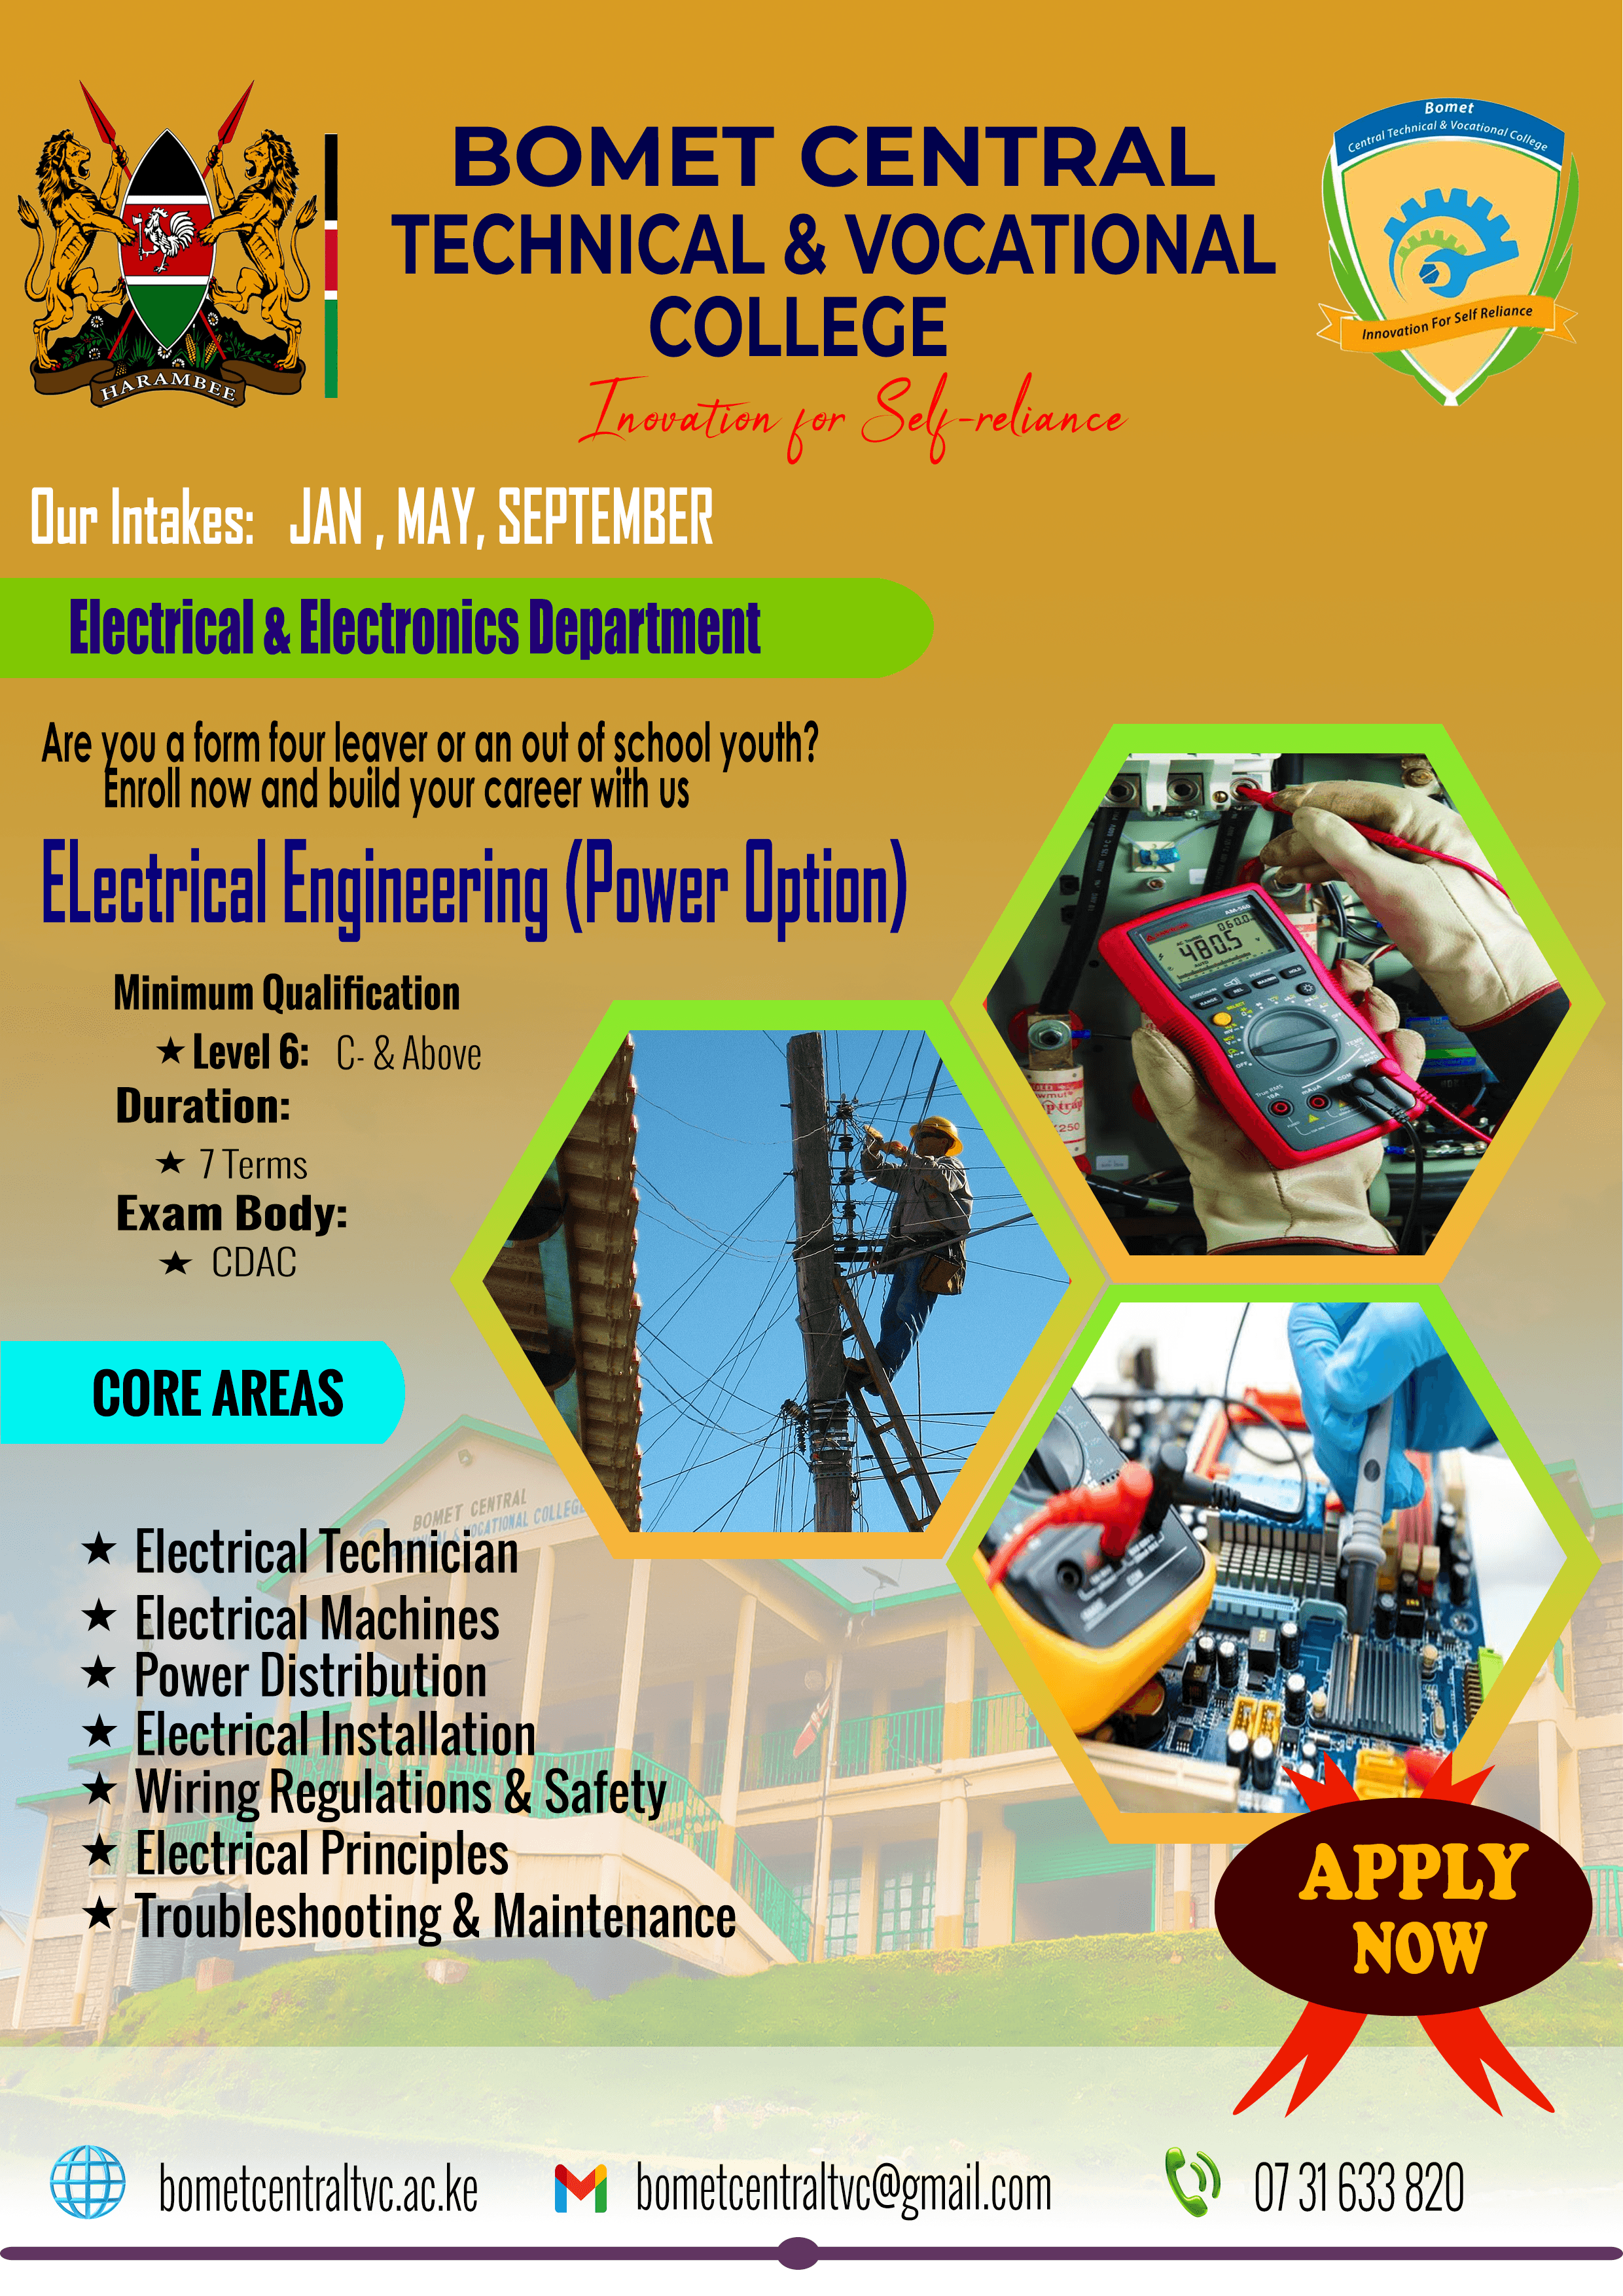 BOMET CENTRAL
TECHNICAL & VOCATIONAL
COLLEGE
Inovation for Self-reliance
HARAMBEE
Bomet
Central Technical & Vocational College
Innovation For Self Reliance
Our Intakes: JAN , MAY, SEPTEMBER
Electrical & Electronics Department
Are you a form four leaver or an out of school youth?
Enroll now and build your career with us
ELectrical Engineering (Power Option)
Minimum Qualification
★ Level 6: C- & Above
Duration:
★ 7 Terms
Exam Body:
★ CDAC
480.5
CORE AREAS
BOMET CENTRAL
★ Electrical Technician
★ Electrical Machines
★ Power Distribution
★ Electrical Installation
★ Wiring Regulations & Safety
★ Electrical Principles
★ Troubleshooting & Maintenance
APPLY
NOW
bometcentraltvc.ac.ke
bometcentraltvc@gmail.com
07 31 633 820